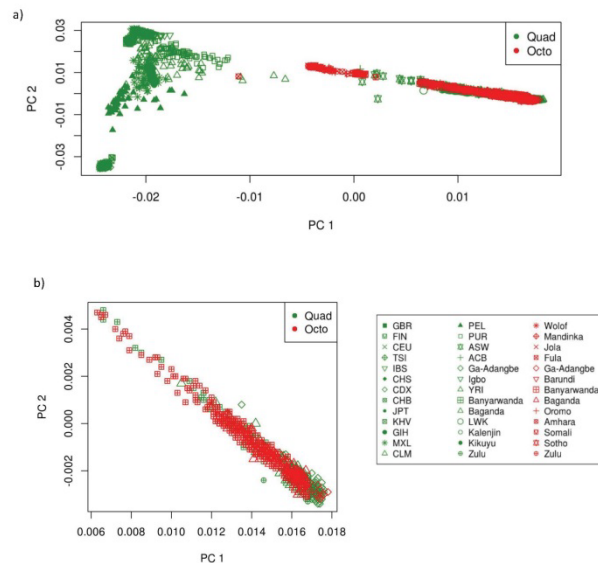 a)
Quad
Octo
PC 2
0.03
0.01
-0.01
-0.03
-0.02
-0.01
0.00
0.01
PC 1
b)
Quad
Octo
PC 2
0.004
0.002
0.000
-0.002
0.006
0.008
0.010
0.012
0.014
0.016
0.018
PC 1
GBR
FIN
CEU
TSI
IBS
CHS
CDX
CHB
JPT
KHV
GIH
MXL
CLM
PEL
PUR
ASW
ACB
Ga-Adangbe
Igbo
YRI
Banyarwanda
Baganda
LWK
Kalenjin
Kikuyu
Zulu
Wolof
Mandinka
Jola
Fula
Ga-Adangbe
Barundi
Banyarwanda
Baganda
Oromo
Amhara
Somali
Sotho
Zulu